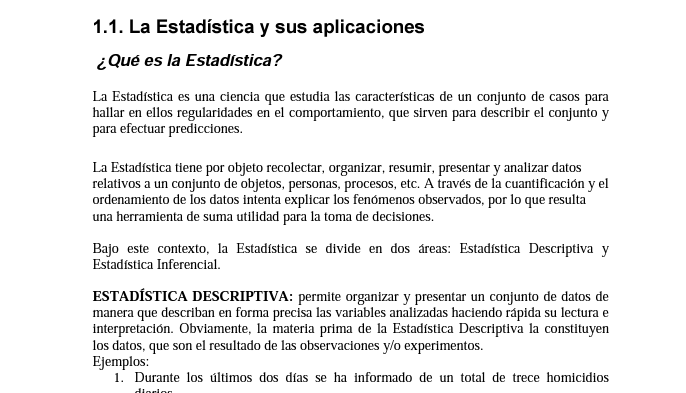 1.1. La Estadística y sus aplicaciones
¿Qué es la Estadística?
La Estadística es una ciencia que estudia las características de un conjunto de casos para
hallar en ellos regularidades en el comportamiento, que sirven para describir el conjunto y
para efectuar predicciones.
La Estadística tiene por objeto recolectar, organizar, resumir, presentar y analizar datos
relativos a un conjunto de objetos, personas, procesos, etc. A través de la cuantificación y el
ordenamiento de los datos intenta explicar los fenómenos observados, por lo que resulta
una herramienta de suma utilidad para la toma de decisiones.
Bajo este contexto, la Estadística se divide en dos áreas: Estadística Descriptiva y
Estadística Inferencial.
ESTADÍSTICA DESCRIPTIVA: permite organizar y presentar un conjunto de datos de
manera que describan en forma precisa las variables analizadas haciendo rápida su lectura e
interpretación. Obviamente, la materia prima de la Estadística Descriptiva la constituyen
los datos, que son el resultado de las observaciones y/o experimentos.
Ejemplos:
1. Durante los últimos dos días se ha informado de un total de trece homicidios
diarios.